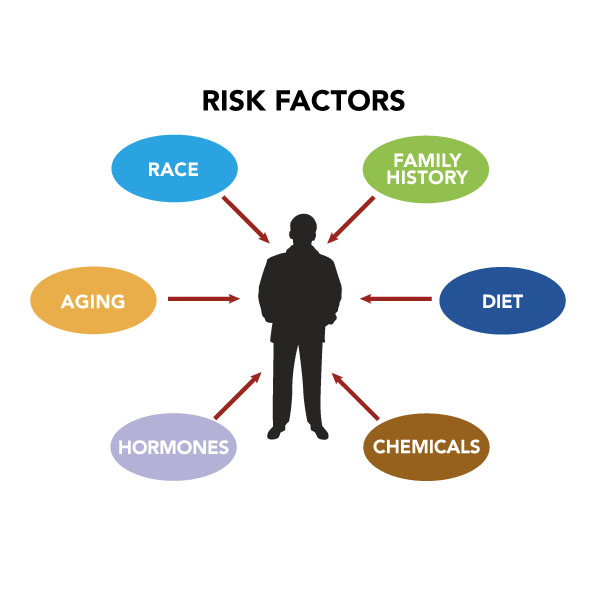 RISK FACTORS
RACE
FAMILY
HISTORY
AGING
DIET
HORMONES
CHEMICALS